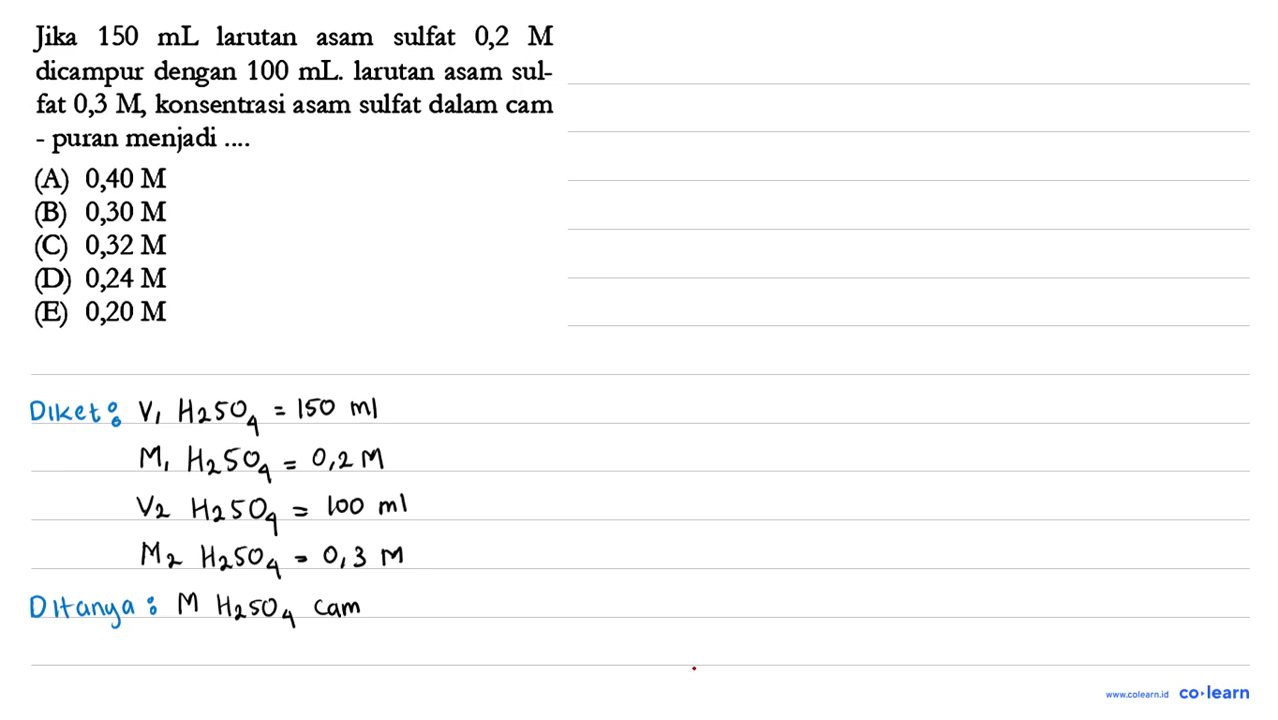 Jika 150 mL larutan asam sulfat 0,2 M
dicampur dengan 100 mL. larutan asam sul-
fat 0,3 M, konsentrasi asam sulfat dalam cam
- puran menjadi ....
(A) 0,40 M
(B) 0,30 M
(C) 0,32 M
(D) 0,24 M
(E) 0,20 M
Diket : V₁ H₂SO₄ = 150 ml
M₁ H₂SO₄ = 0,2 M
V₂ H₂SO₄ = 100 ml
M₂ H₂SO₄ = 0,3 M
Ditanya : M H₂SO₄ cam
www.colearn.id co·learn